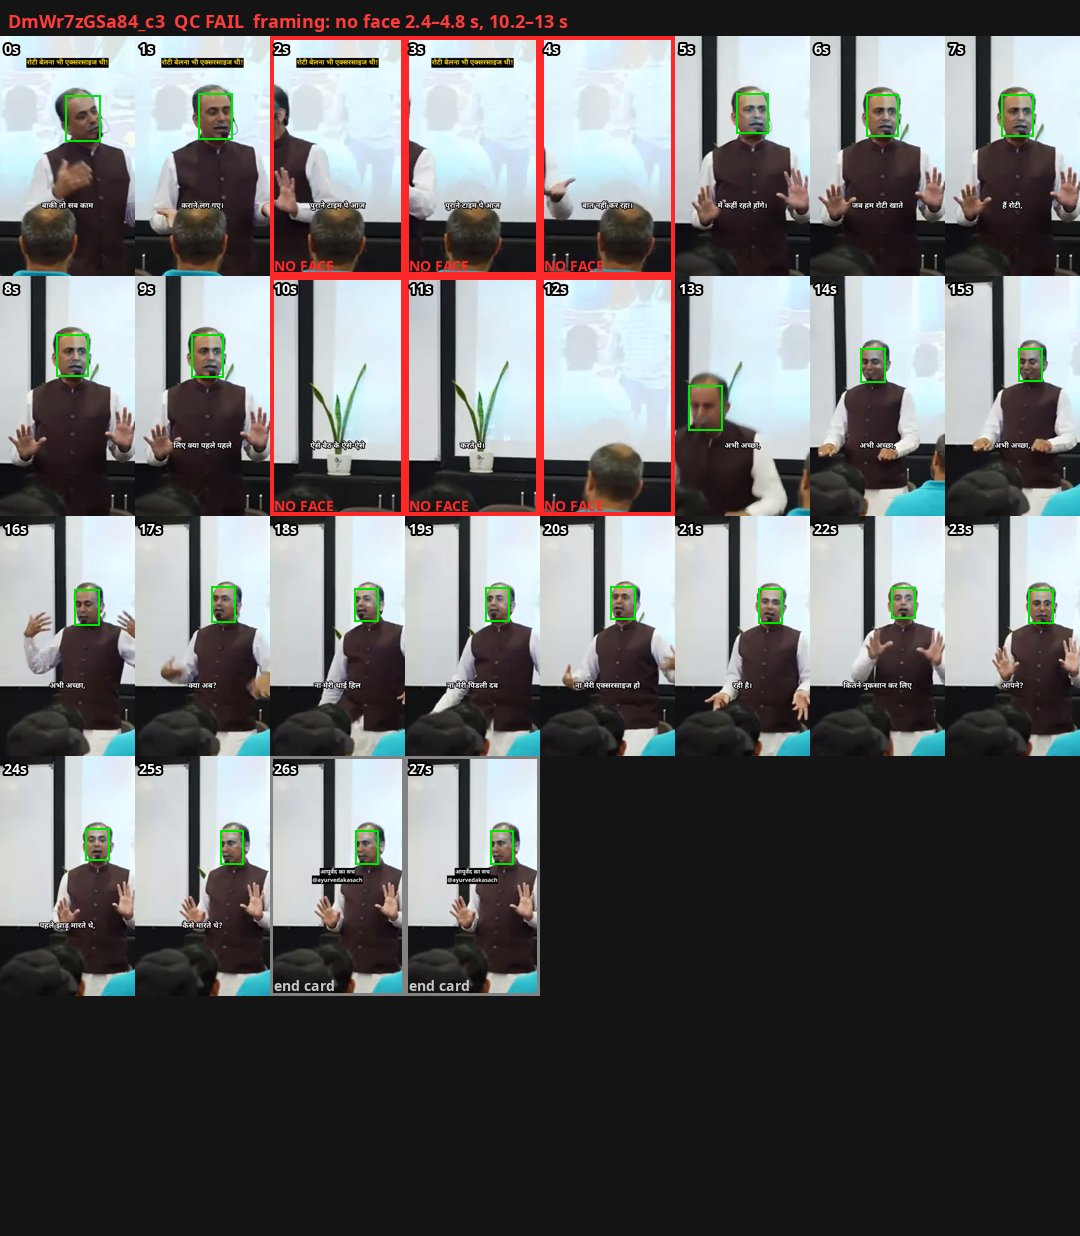 DmWr7zGSa84_c3 QC FAIL framing: no face 2.4–4.8 s, 10.2–13 s
0s
1s
2s
3s
4s
5s
6s
7s
रोटी बेलना भी एक्सरसाइज थी!
रोटी बेलना भी एक्सरसाइज थी!
रोटी बेलना भी एक्सरसाइज थी!
रोटी बेलना भी एक्सरसाइज थी!
बाकी तो सब काम
कराने लग गए।
पुराने टाइम पे आज
पुराने टाइम पे आज
बात नहीं कर रहा।
में कहीं रहते होंगे।
जब हम रोटी खाते
हैं रोटी,
NO FACE
NO FACE
NO FACE
8s
9s
10s
11s
12s
13s
14s
15s
लिए क्या पहले पहले
ऐसे बैठ के ऐसे-ऐसे
करते थे।
अभी अच्छा,
अभी अच्छा,
अभी अच्छा,
NO FACE
NO FACE
NO FACE
16s
17s
18s
19s
20s
21s
22s
23s
अभी अच्छा,
क्या अब?
ना मेरी थाई हिल
ना मेरी पिंडली दब
ना मेरी एक्सरसाइज हो
रही है।
कितने नुकसान कर लिए
आपने?
24s
25s
26s
27s
आयुर्वेद का सच
@ayurvedakasach
आयुर्वेद का सच
@ayurvedakasach
पहले झाड़ू मारते थे,
कैसे मारते थे?
end card
end card